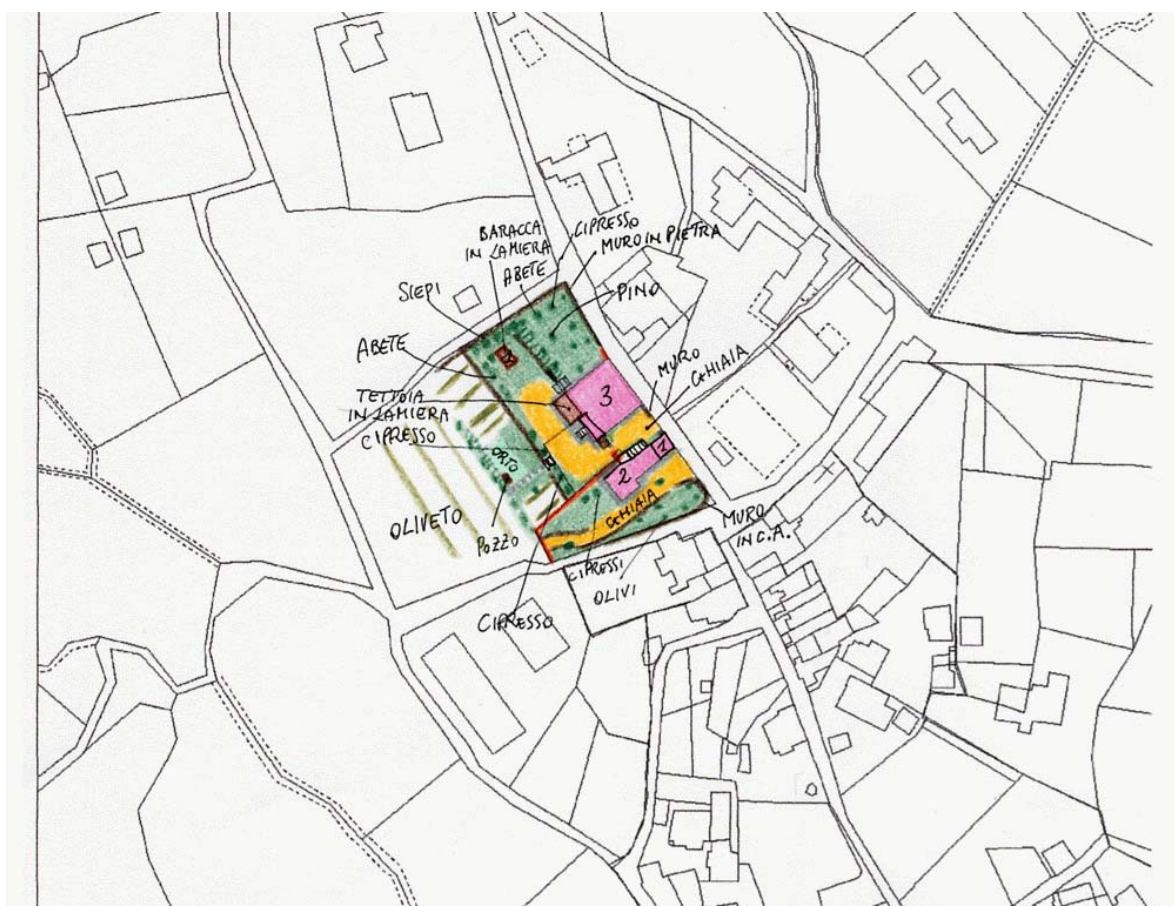 BARACCA
IN LAMIERA
CIPRESSO
MURO IN PIETRA
ABETE
SIEPI
PINO
ABETE
MURO
GHIAIA
TETTOIA
IN LAMIERA
CIPRESSO
3
1
2
ORTO
OLIVETO
POZZO
GHIAIA
MURO
IN C.A.
CIPRESSI
OLIVI
CIPRESSO